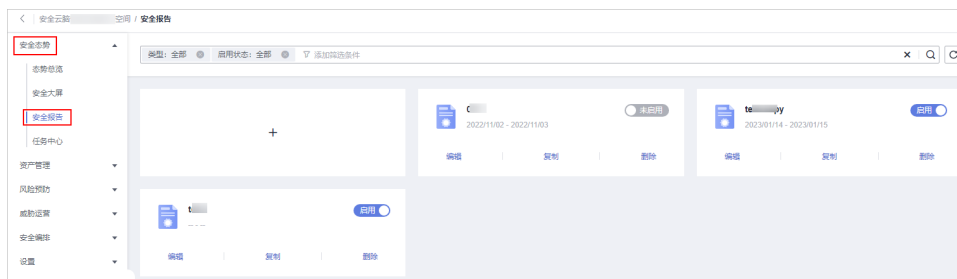 安全云脑 空间 / 安全报告
安全态势
态势总览
安全大屏
安全报告
任务中心
资产管理
风险预防
威胁运营
安全编排
设置
类型: 全部 启用状态: 全部 添加筛选条件
+
未启用
2022/11/02 - 2022/11/03
编辑 复制 删除
启用
2023/01/14 - 2023/01/15
编辑 复制 删除
启用
-- - --
编辑 复制 删除